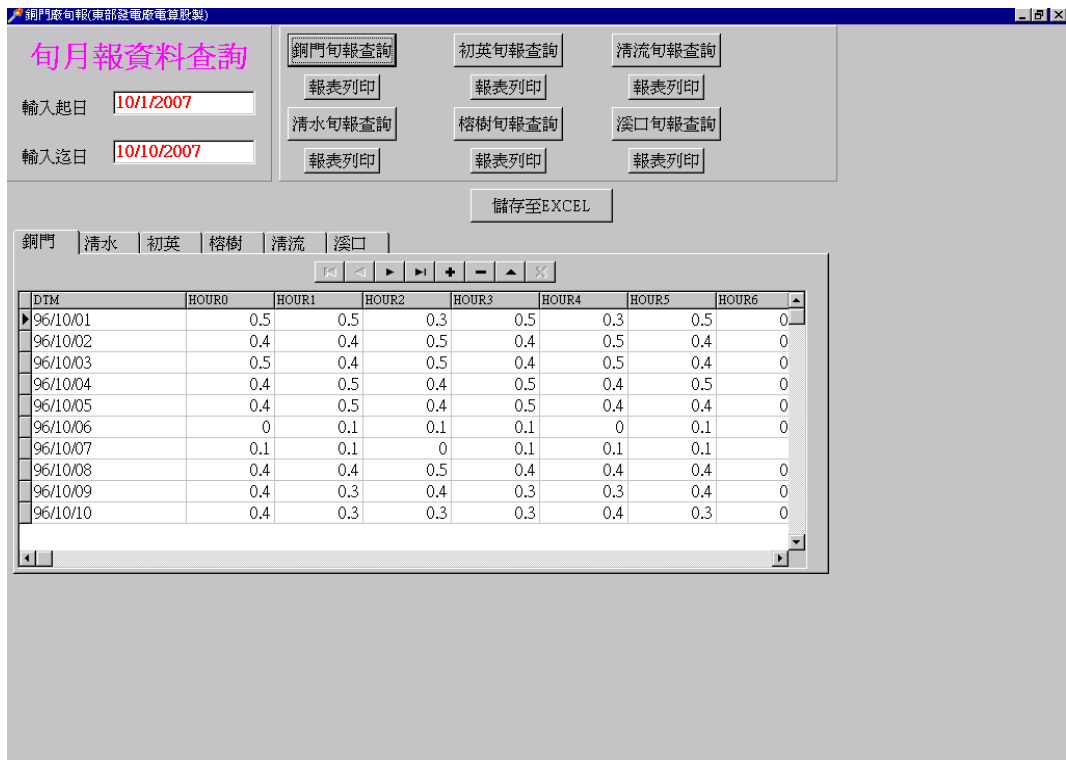 銅門廠旬報(東部發電廠電算股製)
旬月報資料查詢
輸入起日 10/1/2007
輸入迄日 10/10/2007
銅門旬報查詢 初英旬報查詢 清流旬報查詢
報表列印 報表列印 報表列印
清水旬報查詢 榕樹旬報查詢 溪口旬報查詢
報表列印 報表列印 報表列印
儲存至EXCEL
銅門 清水 初英 榕樹 清流 溪口
DTM HOUR0 HOUR1 HOUR2 HOUR3 HOUR4 HOUR5 HOUR6
96/10/01 0.5 0.5 0.3 0.5 0.3 0.5 0
96/10/02 0.4 0.4 0.5 0.4 0.5 0.4 0
96/10/03 0.5 0.4 0.5 0.4 0.5 0.4 0
96/10/04 0.4 0.5 0.4 0.5 0.4 0.5 0
96/10/05 0.4 0.5 0.4 0.5 0.4 0.4 0
96/10/06 0 0.1 0.1 0.1 0 0.1 0
96/10/07 0.1 0.1 0 0.1 0.1 0.1
96/10/08 0.4 0.4 0.5 0.4 0.4 0.4 0
96/10/09 0.4 0.3 0.4 0.3 0.3 0.4 0
96/10/10 0.4 0.3 0.3 0.3 0.4 0.3 0